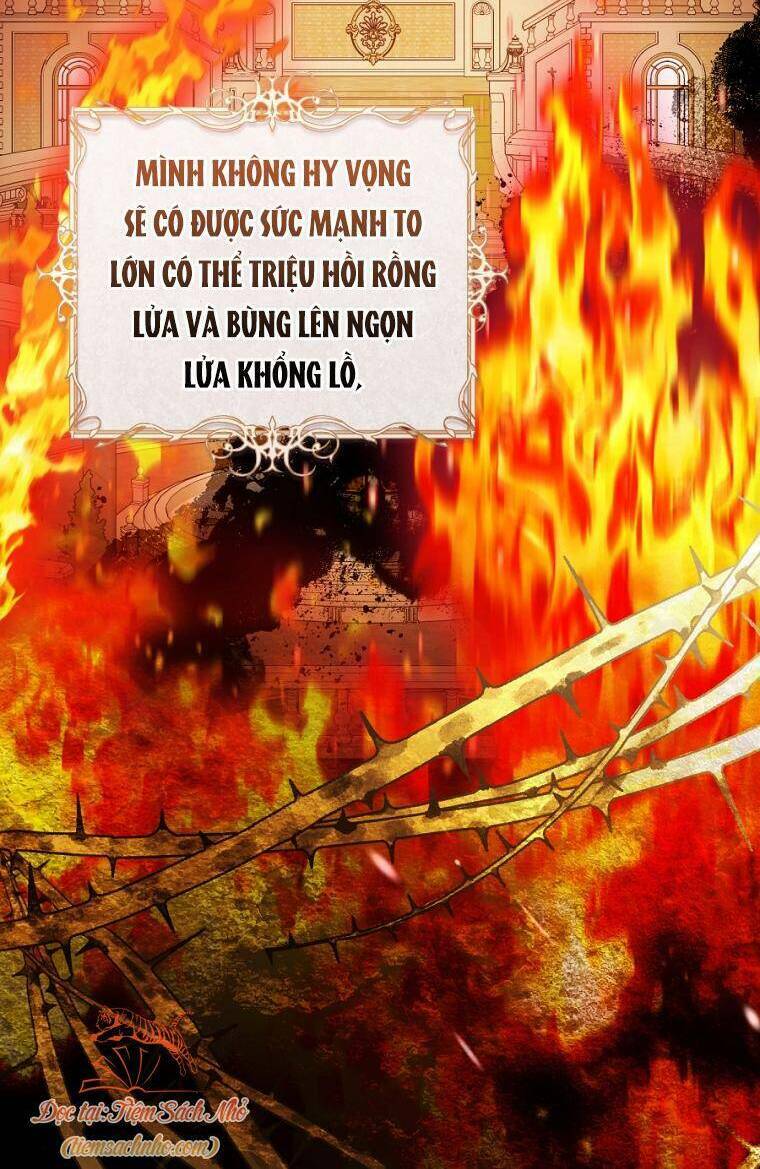 MÌNH KHÔNG HY VỌNG
SẼ CÓ ĐƯỢC SỨC MẠNH TO
LỚN CÓ THỂ TRIỆU HỒI RỒNG
LỬA VÀ BÙNG LÊN NGỌN
LỬA KHỔNG LỒ,
Đọc tại: Tiệm Sách Nhỏ
(tiemsachnho.com)